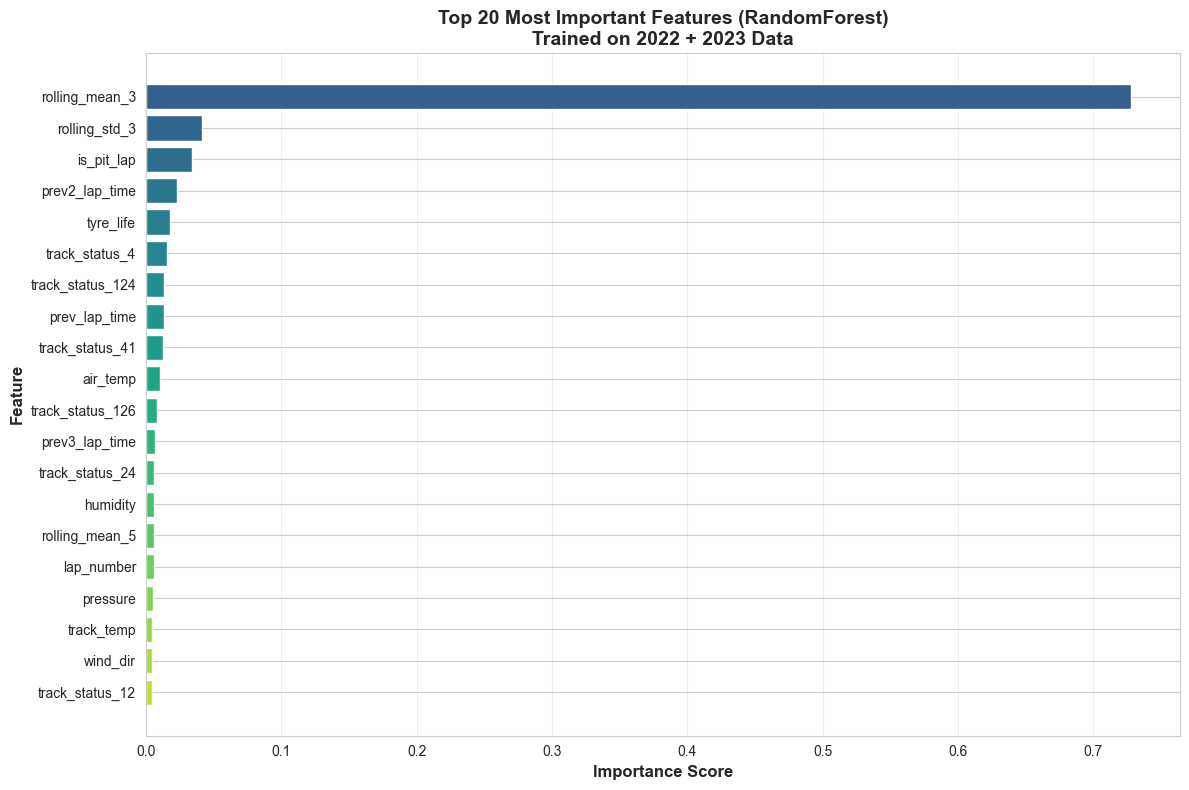 Top 20 Most Important Features (RandomForest)
Trained on 2022 + 2023 Data
rolling_mean_3
rolling_std_3
is_pit_lap
prev2_lap_time
tyre_life
track_status_4
track_status_124
prev_lap_time
track_status_41
air_temp
track_status_126
prev3_lap_time
track_status_24
humidity
rolling_mean_5
lap_number
pressure
track_temp
wind_dir
track_status_12
Feature
0.0 0.1 0.2 0.3 0.4 0.5 0.6 0.7
Importance Score